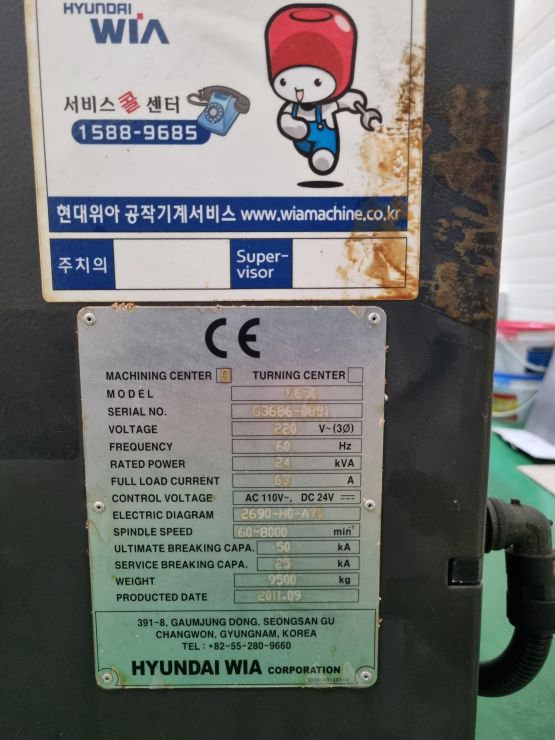 HYUNDAI
WIA
서비스 콜 센터
1588-9685
현대위아 공작기계서비스 www.wiamachine.co.kr
주치의
Super-
visor
CE
MACHINING CENTER TURNING CENTER
MODEL
SERIAL NO. G3686-0881
VOLTAGE 220 V~(3Ø)
FREQUENCY 60 Hz
RATED POWER 24 kVA
FULL LOAD CURRENT 63 A
CONTROL VOLTAGE AC 110V~, DC 24V
ELECTRIC DIAGRAM
SPINDLE SPEED 60-8000 min⁻¹
ULTIMATE BREAKING CAPA. 50 kA
SERVICE BREAKING CAPA. 25 kA
WEIGHT 9500 kg
PRODUCTED DATE 2011.09
391-8, GAUMJUNG DONG, SEONGSAN GU
CHANGWON, GYUNGNAM, KOREA
TEL : +82-55-280-9660
HYUNDAI WIA CORPORATION